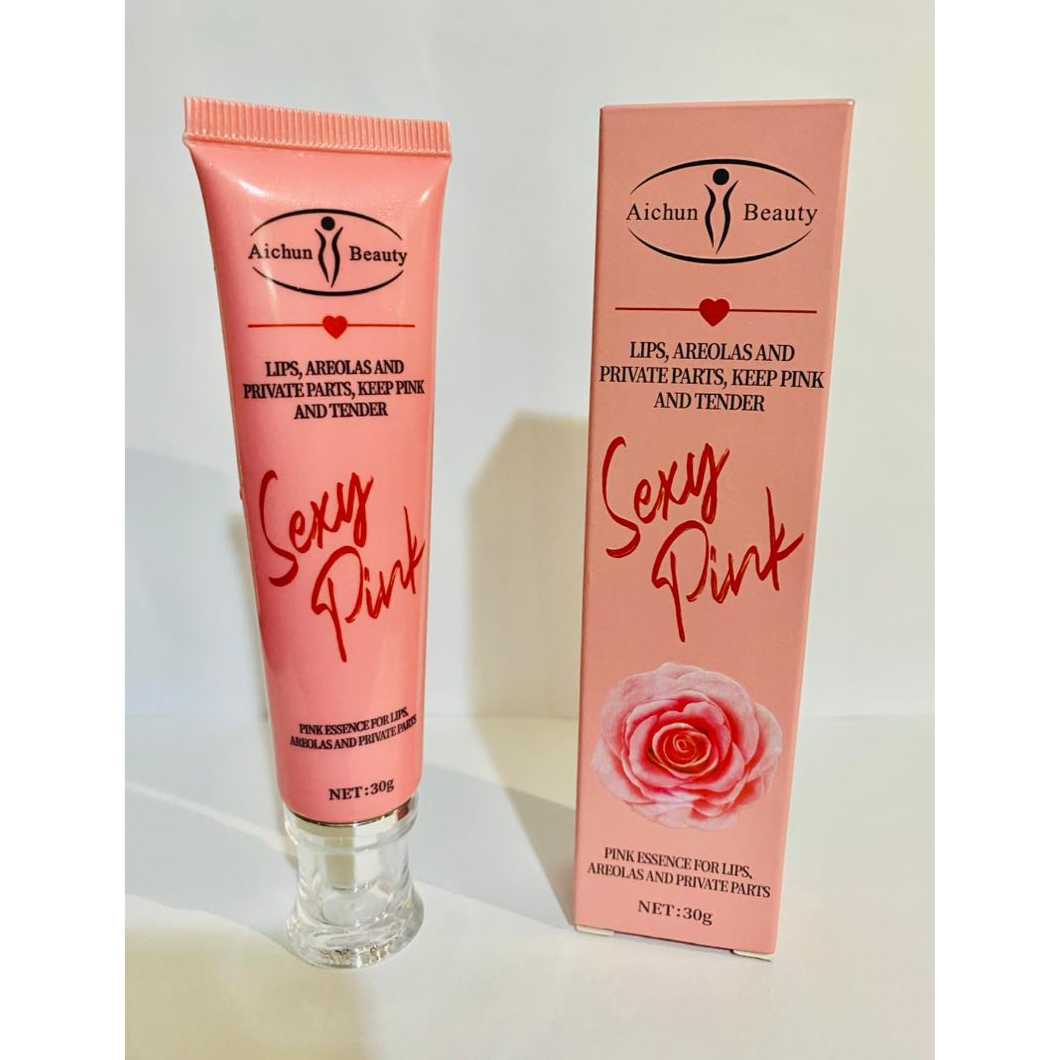 Aichun Beauty
LIPS, AREOLAS AND
PRIVATE PARTS, KEEP PINK
AND TENDER
Sexy
Pink
PINK ESSENCE FOR LIPS,
AREOLAS AND PRIVATE PARTS
NET:30g
Aichun Beauty
LIPS, AREOLAS AND
PRIVATE PARTS, KEEP PINK
AND TENDER
Sexy
Pink
PINK ESSENCE FOR LIPS,
AREOLAS AND PRIVATE PARTS
NET:30g